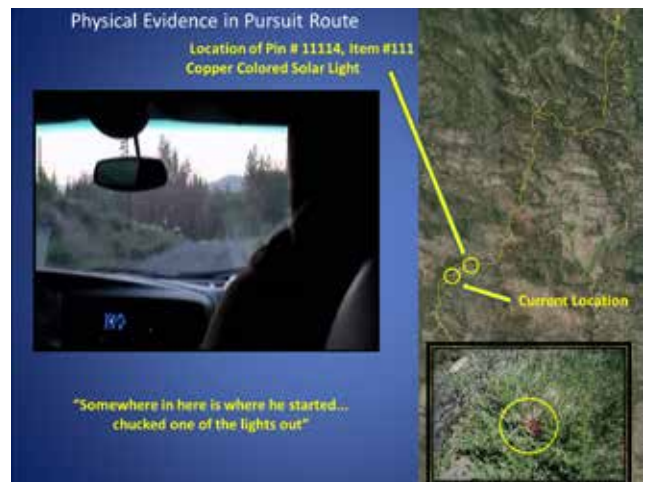 Physical Evidence in Pursuit Route
Location of Pin # 11114, Item #111
Copper Colored Solar Light
Current Location
"Somewhere in here is where he started...
chucked one of the lights out"